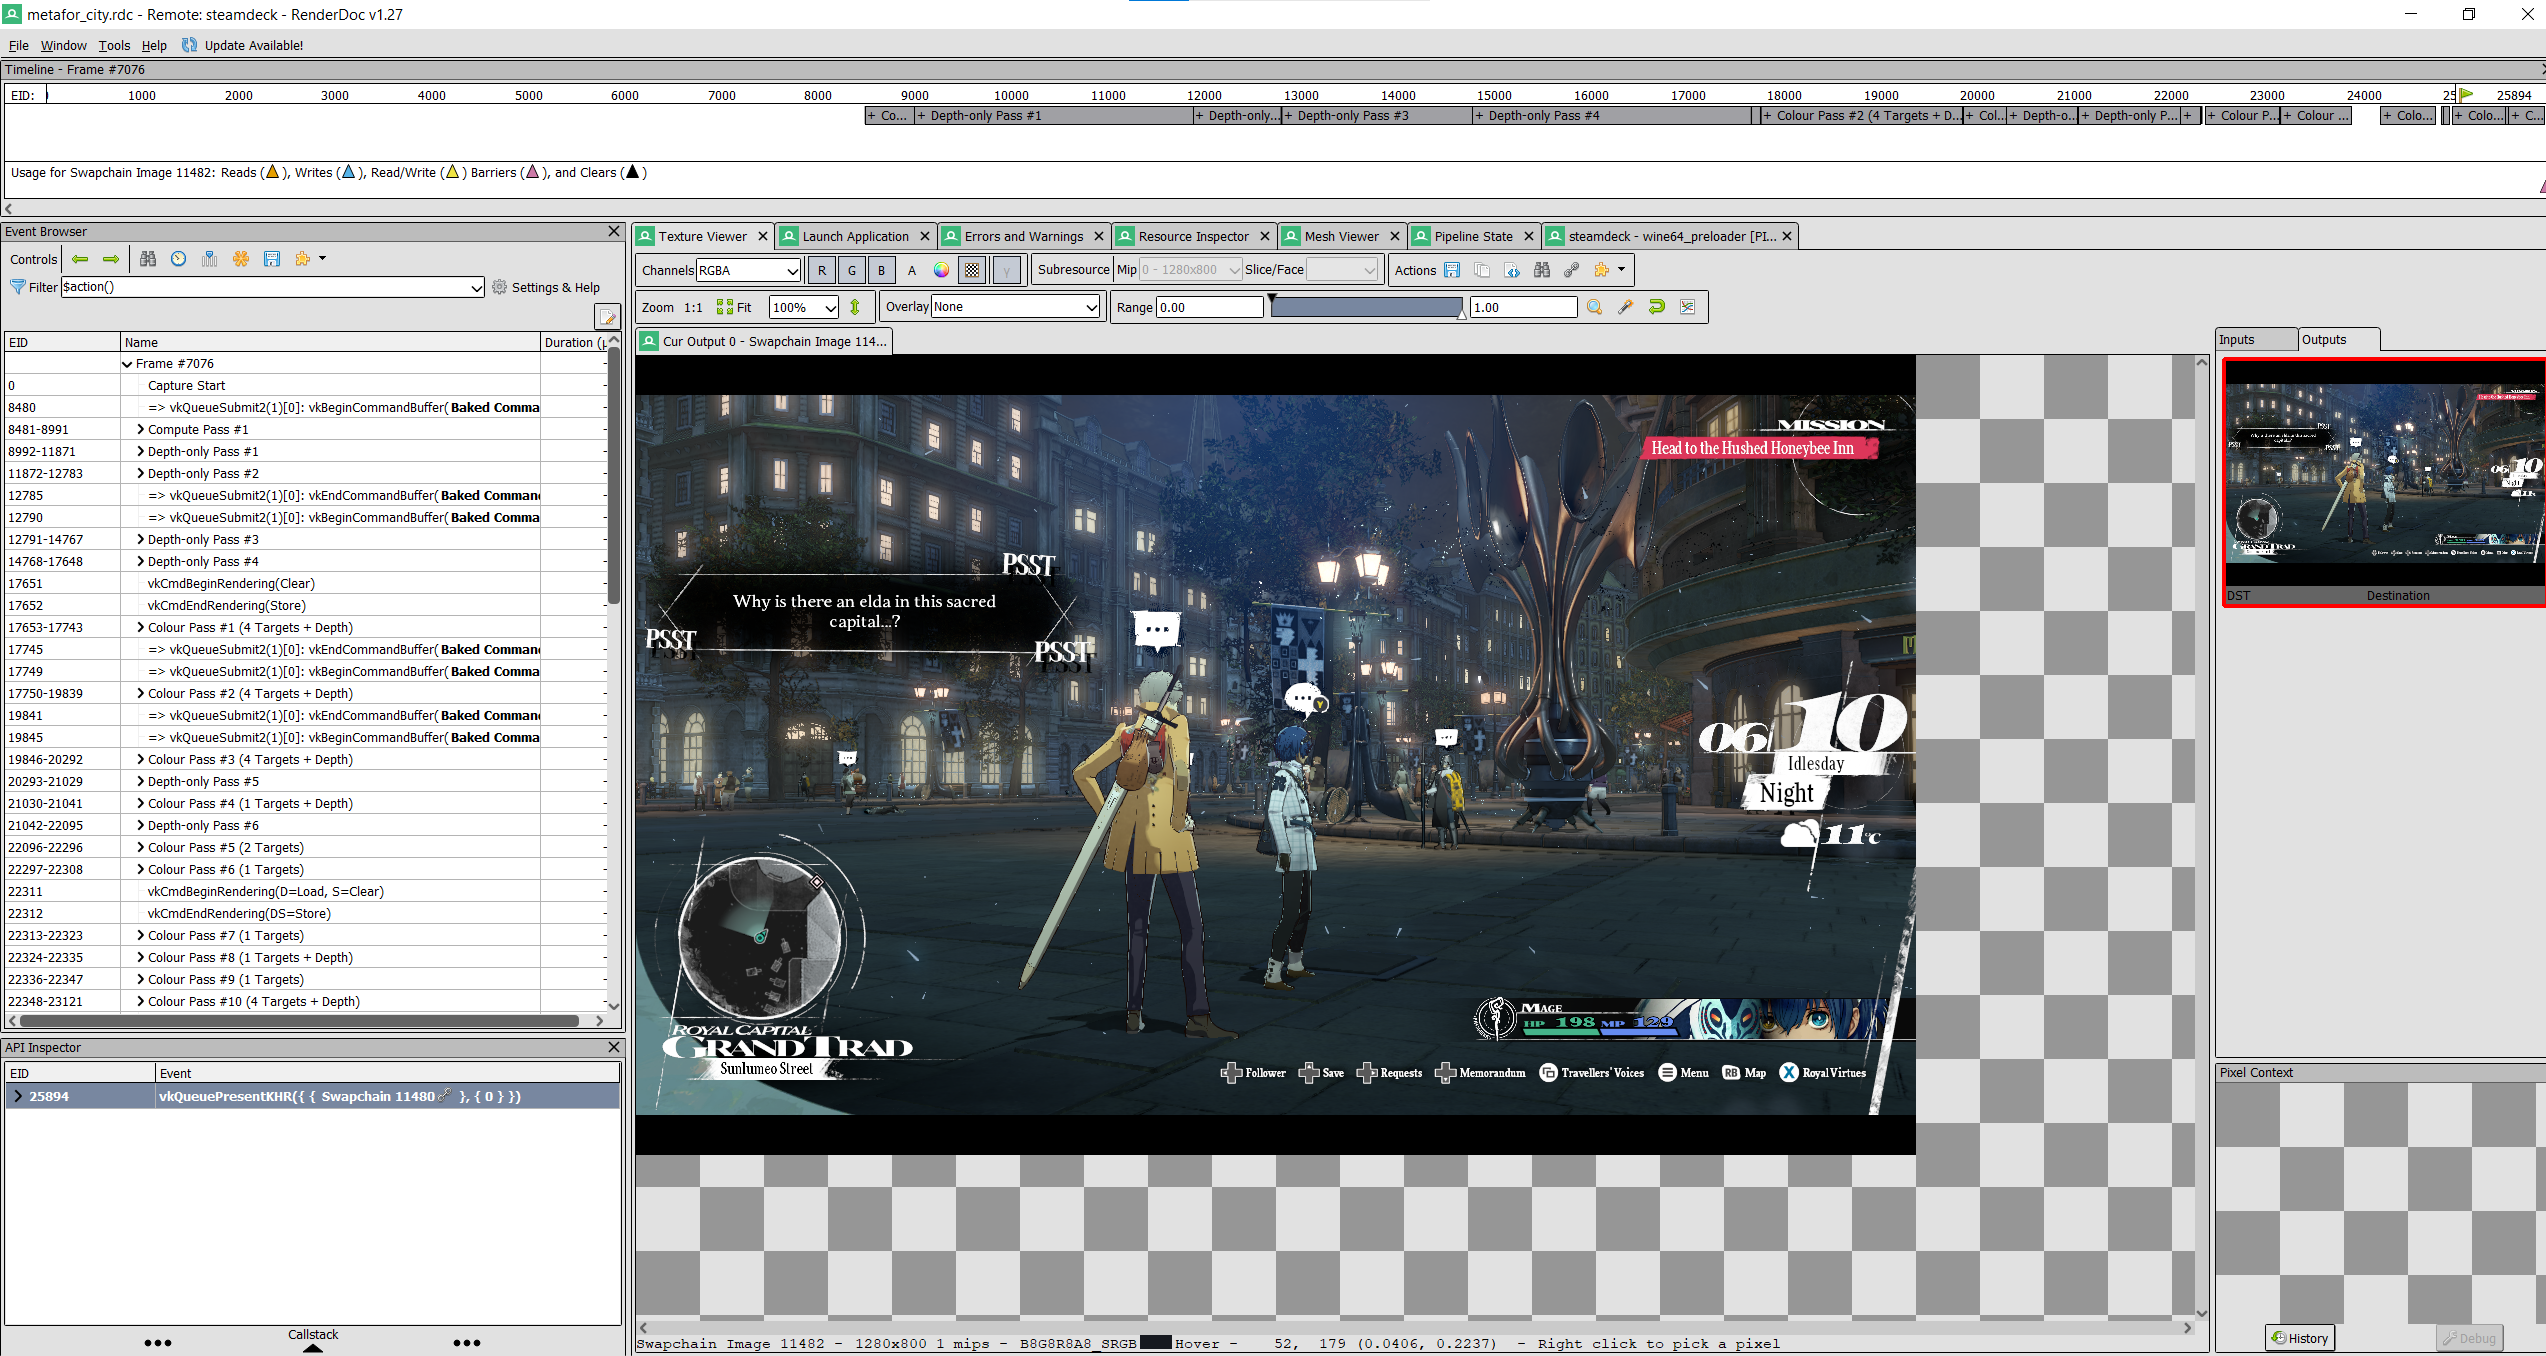 metafor_city.rdc - Remote: steamdeck - RenderDoc v1.27
File Window Tools Help Update Available!
Timeline - Frame #7076
EID: 1000 2000 3000 4000 5000 6000 7000 8000 9000 10000 11000 12000 13000 14000 15000 16000 17000 18000 19000 20000 21000 22000 23000 24000 25 25894
+ Co... + Depth-only Pass #1 + Depth-only... + Depth-only Pass #3 + Depth-only Pass #4 + Colour Pass #2 (4 Targets + D... + Col... + Depth-o... + Depth-only P... + + Colour P... + Colour ... + Colo... + Colo... + C...
Usage for Swapchain Image 11482: Reads ( ), Writes ( ), Read/Write ( ) Barriers ( ), and Clears ( )
Event Browser
Controls
Filter $action() Settings & Help
EID Name Duration (µ
Frame #7076
0 Capture Start
8480 => vkQueueSubmit2(1)[0]: vkBeginCommandBuffer(Baked Comma
8481-8991 Compute Pass #1
8992-11871 Depth-only Pass #1
11872-12783 Depth-only Pass #2
12785 => vkQueueSubmit2(1)[0]: vkEndCommandBuffer(Baked Command
12790 => vkQueueSubmit2(1)[0]: vkBeginCommandBuffer(Baked Comma
12791-14767 Depth-only Pass #3
14768-17648 Depth-only Pass #4
17651 vkCmdBeginRendering(Clear)
17652 vkCmdEndRendering(Store)
17653-17743 Colour Pass #1 (4 Targets + Depth)
17745 => vkQueueSubmit2(1)[0]: vkEndCommandBuffer(Baked Command
17749 => vkQueueSubmit2(1)[0]: vkBeginCommandBuffer(Baked Comma
17750-19839 Colour Pass #2 (4 Targets + Depth)
19841 => vkQueueSubmit2(1)[0]: vkEndCommandBuffer(Baked Command
19845 => vkQueueSubmit2(1)[0]: vkBeginCommandBuffer(Baked Comma
19846-20292 Colour Pass #3 (4 Targets + Depth)
20293-21029 Depth-only Pass #5
21030-21041 Colour Pass #4 (1 Targets + Depth)
21042-22095 Depth-only Pass #6
22096-22296 Colour Pass #5 (2 Targets)
22297-22308 Colour Pass #6 (1 Targets)
22311 vkCmdBeginRendering(D=Load, S=Clear)
22312 vkCmdEndRendering(DS=Store)
22313-22323 Colour Pass #7 (1 Targets)
22324-22335 Colour Pass #8 (1 Targets + Depth)
22336-22347 Colour Pass #9 (1 Targets)
22348-23121 Colour Pass #10 (4 Targets + Depth)
API Inspector
EID Event
25894 vkQueuePresentKHR({ { Swapchain 11480 }, { 0 } })
Callstack
Texture Viewer Launch Application Errors and Warnings Resource Inspector Mesh Viewer Pipeline State steamdeck - wine64_preloader [PI...
Channels RGBA R G B A γ Subresource Mip 0 - 1280x800 Slice/Face Actions
Zoom 1:1 Fit 100% Overlay None Range 0.00 1.00
Cur Output 0 - Swapchain Image 114...
MISSION
Head to the Hushed Honeybee Inn
PSST
Why is there an elda in this sacred
capital...?
PSST
PSST
06/10
Idlesday
Night
11°C
ROYAL CAPITAL
GRAND TRAD
Sunlumeo Street
MAGE
HP 198 MP 129
Follower Save Requests Memorandum Travellers' Voices Menu RB Map X Royal Virtues
Swapchain Image 11482 - 1280x800 1 mips - B8G8R8A8_SRGB Hover - 52, 179 (0.0406, 0.2237) - Right click to pick a pixel
Inputs Outputs
DST Destination
Pixel Context
History Debug